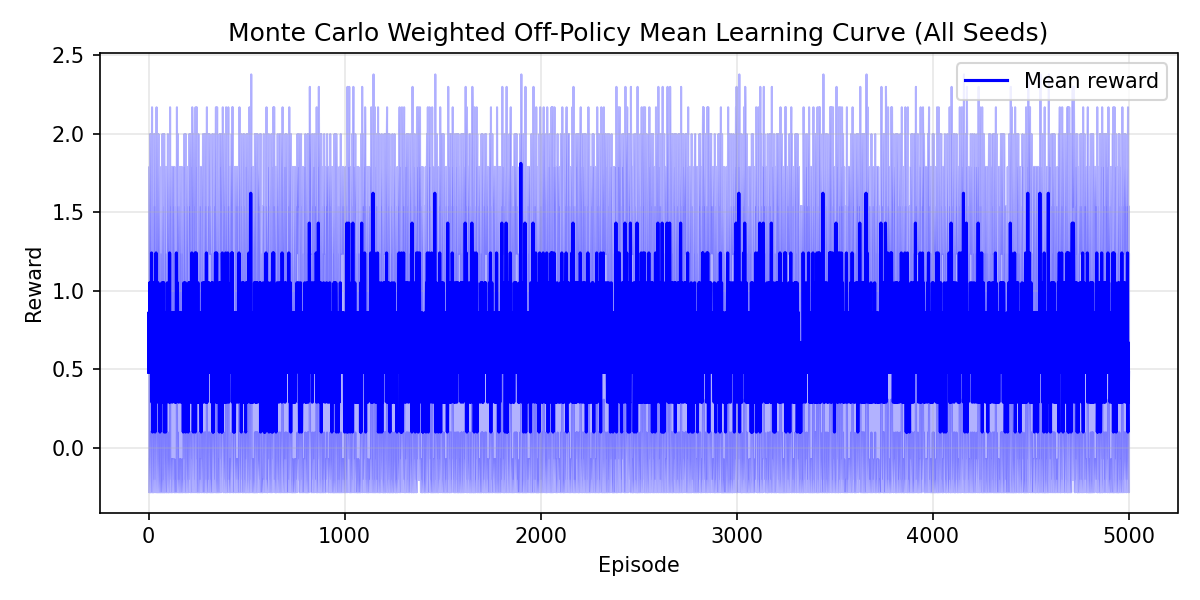 Monte Carlo Weighted Off-Policy Mean Learning Curve (All Seeds)
Mean reward
2.5
2.0
1.5
1.0
0.5
0.0
Reward
0 1000 2000 3000 4000 5000
Episode